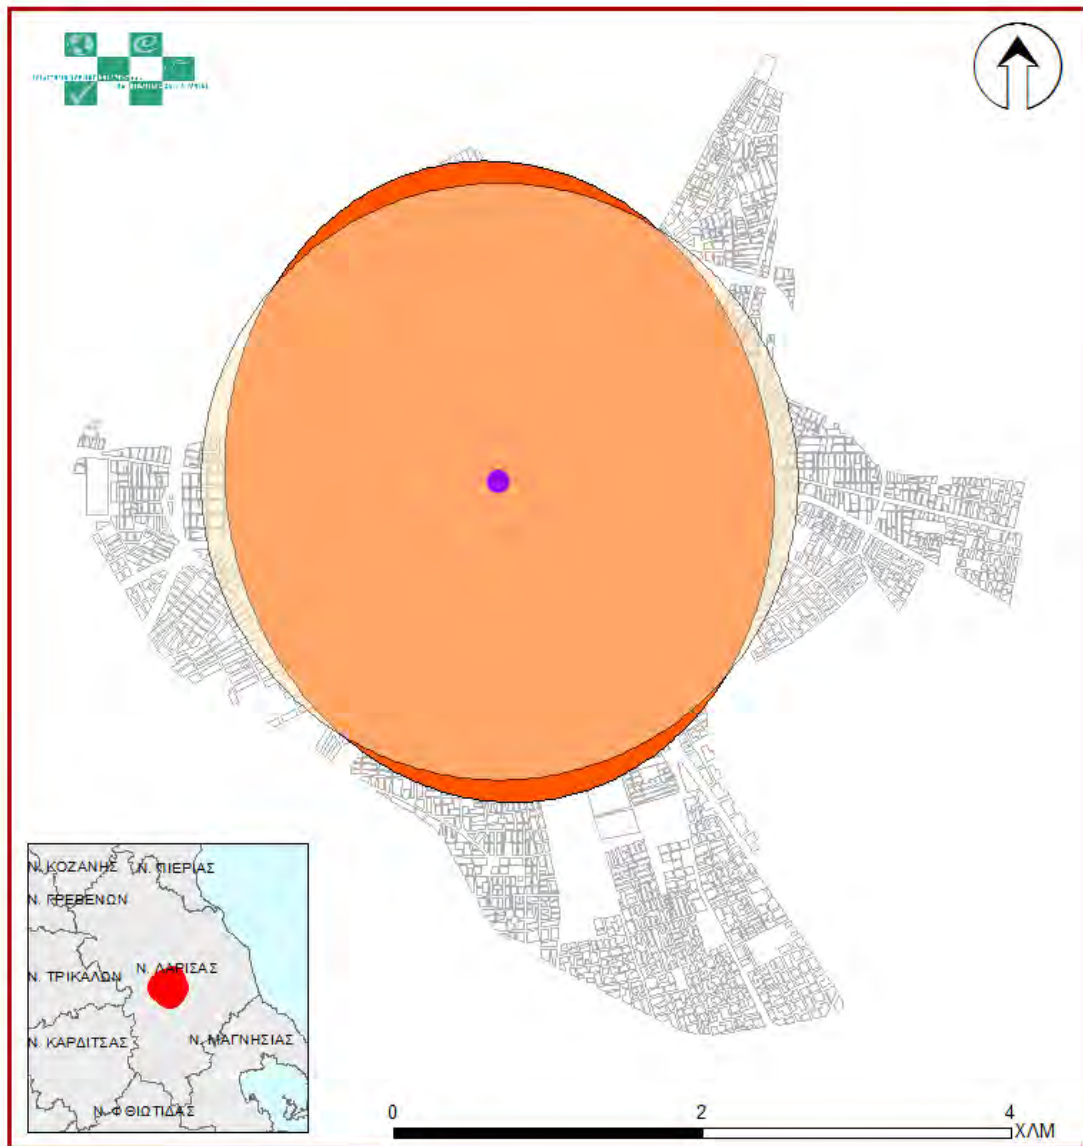 Ν. ΚΟΖΑΝΗΣ
Ν. ΠΙΕΡΙΑΣ
Ν. ΓΡΕΒΕΝΩΝ
Ν. ΛΑΡΙΣΑΣ
Ν. ΤΡΙΚΑΛΩΝ
Ν. ΚΑΡΔΙΤΣΑΣ
Ν. ΜΑΓΝΗΣΙΑΣ
Ν. ΦΘΙΩΤΙΔΑΣ
0 2 4
ΧΛΜ